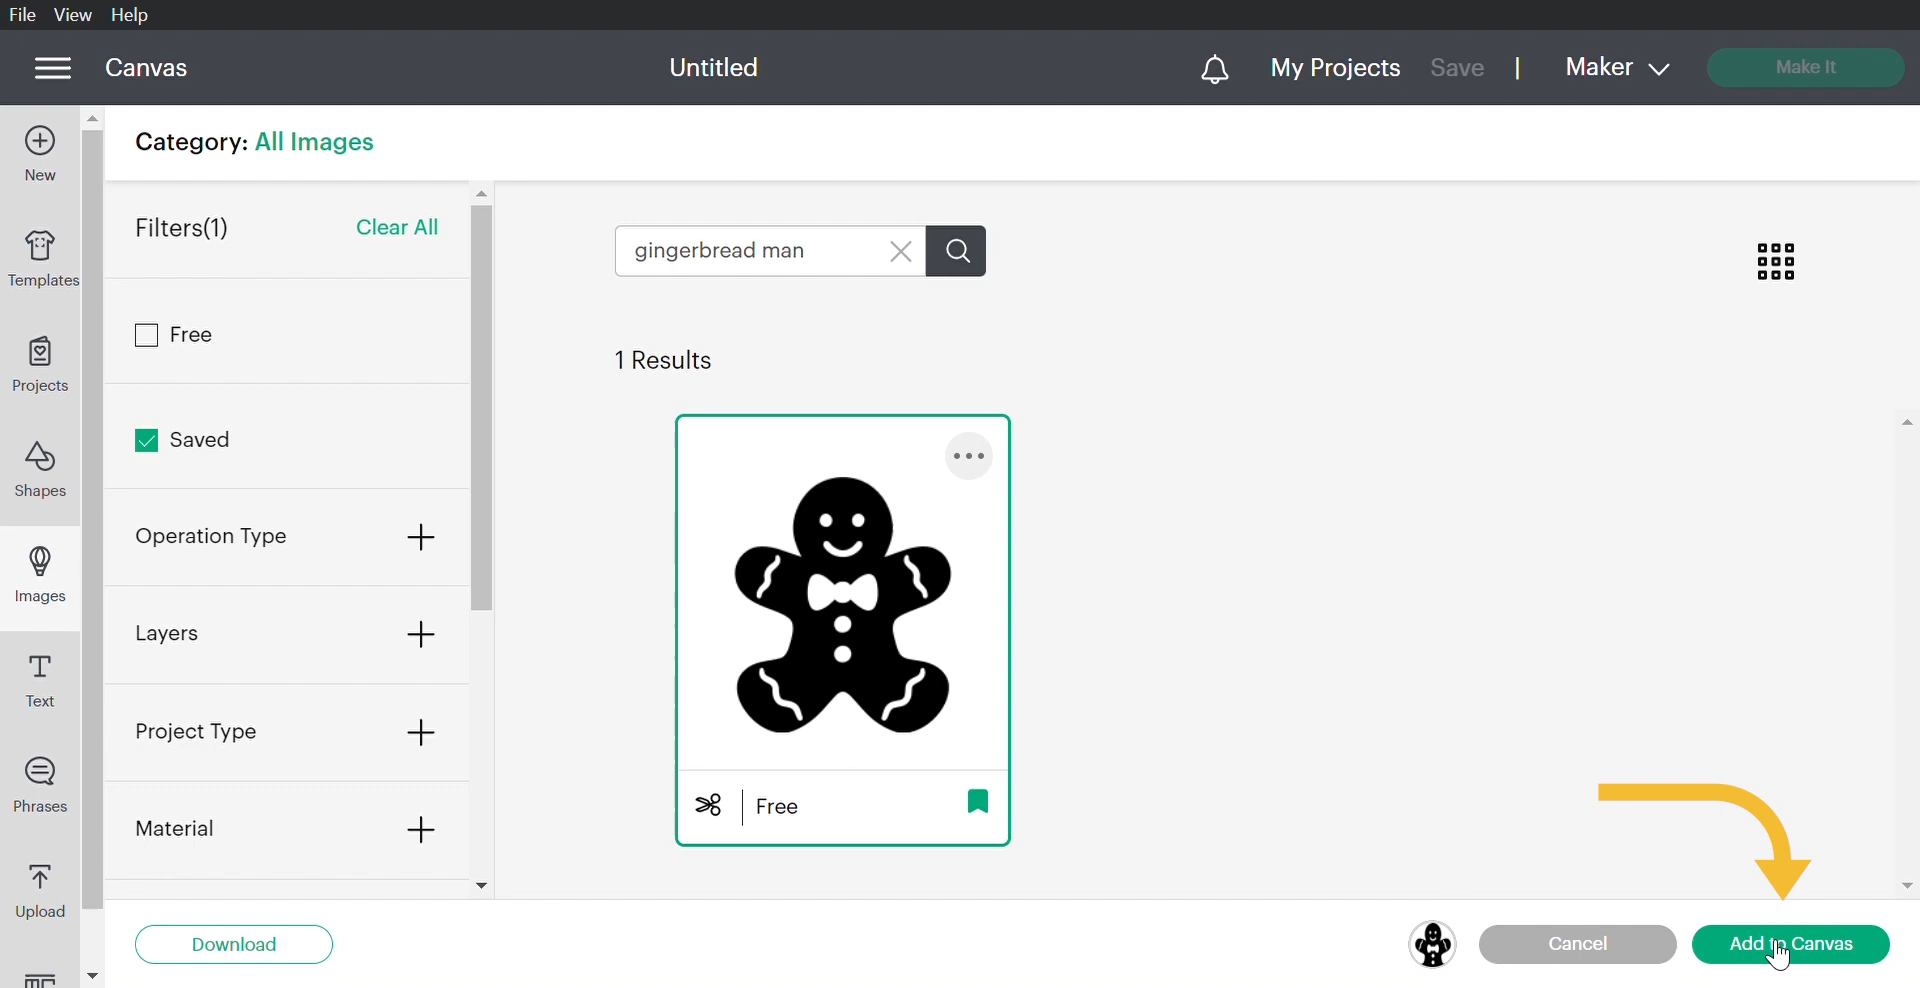 File View Help
Canvas
Untitled
My Projects Save | Maker
Make It
New
Templates
Projects
Shapes
Images
Text
Phrases
Upload
Category: All Images
Filters(1) Clear All
Free
Saved
Operation Type
Layers
Project Type
Material
gingerbread man
1 Results
Free
Download
Cancel
Add to Canvas